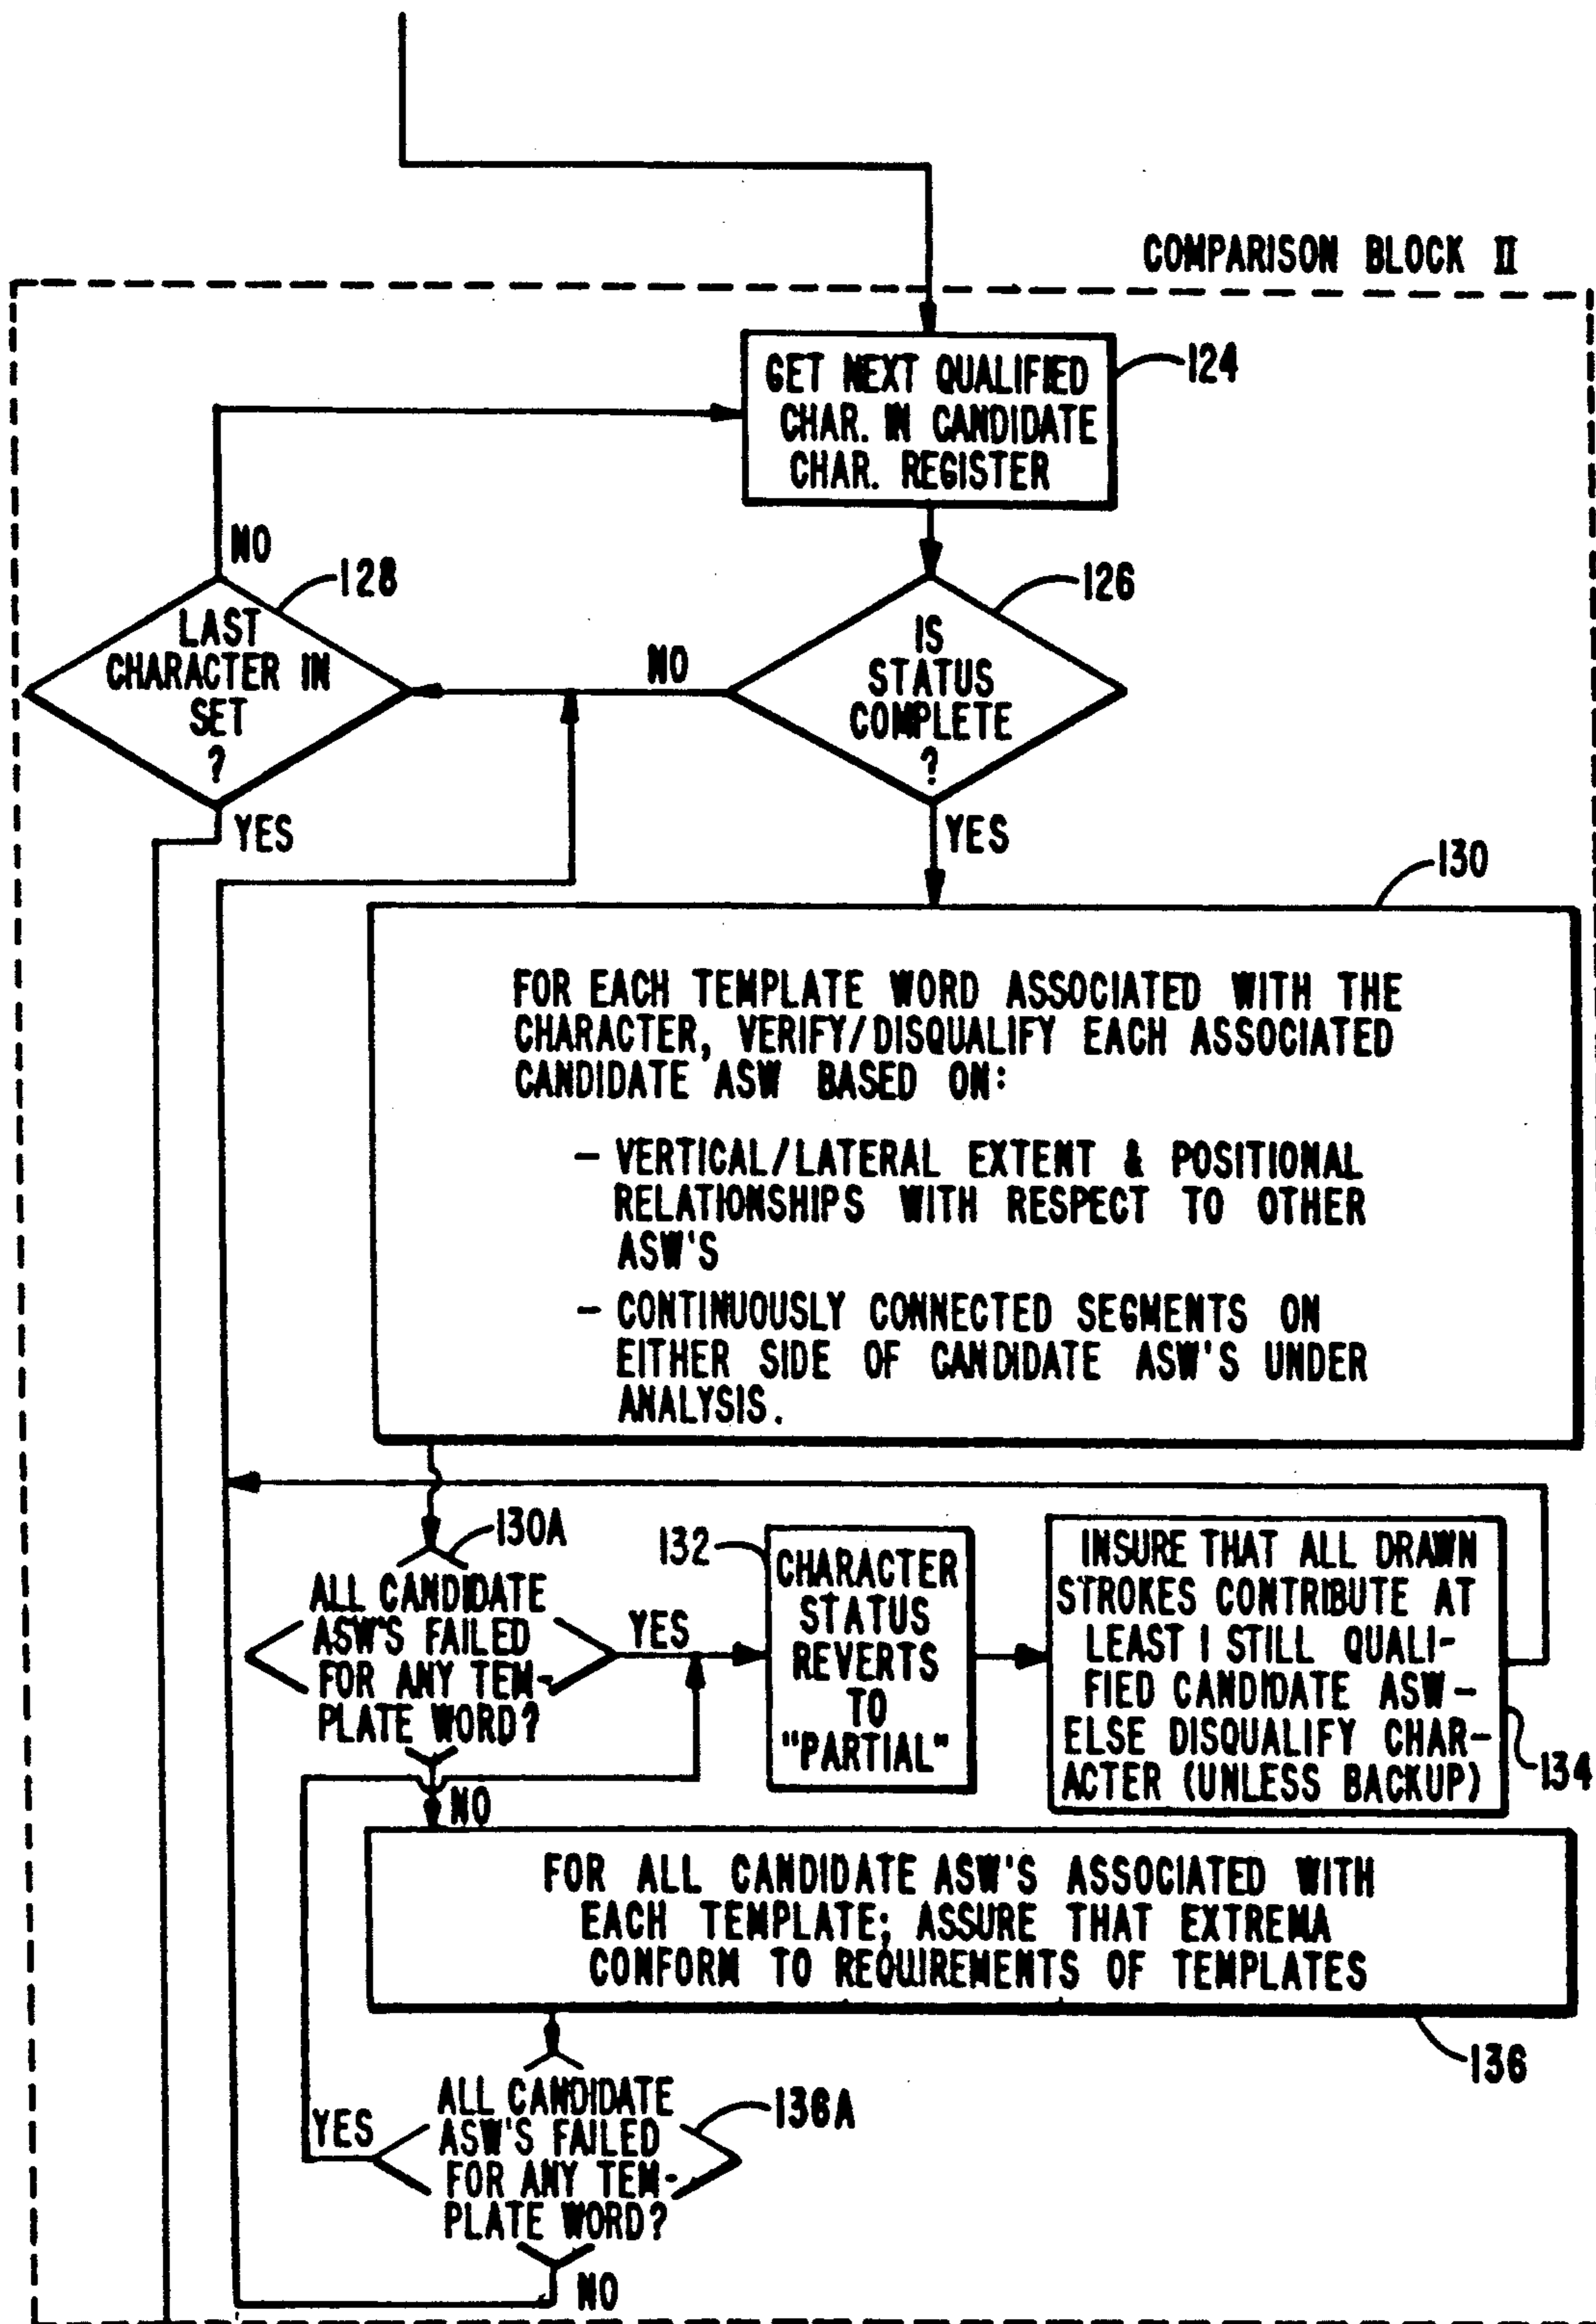 COMPARISON BLOCK II
GET NEXT QUALIFIED
CHAR. IN CANDIDATE
CHAR. REGISTER
124
NO
128
LAST
CHARACTER IN
SET
?
YES
126
IS
STATUS
COMPLETE
?
NO
YES
130
FOR EACH TEMPLATE WORD ASSOCIATED WITH THE
CHARACTER, VERIFY/DISQUALIFY EACH ASSOCIATED
CANDIDATE ASW BASED ON:
- VERTICAL/LATERAL EXTENT & POSITIONAL
RELATIONSHIPS WITH RESPECT TO OTHER
ASW'S
- CONTINUOUSLY CONNECTED SEGMENTS ON
EITHER SIDE OF CANDIDATE ASW'S UNDER
ANALYSIS.
130A
ALL CANDIDATE
ASW'S FAILED
FOR ANY TEM-
PLATE WORD?
YES
NO
132
CHARACTER
STATUS
REVERTS
TO
"PARTIAL"
INSURE THAT ALL DRAWN
STROKES CONTRIBUTE AT
LEAST 1 STILL QUALI-
FIED CANDIDATE ASW-
ELSE DISQUALIFY CHAR-
ACTER (UNLESS BACKUP)
134
FOR ALL CANDIDATE ASW'S ASSOCIATED WITH
EACH TEMPLATE; ASSURE THAT EXTREMA
CONFORM TO REQUIREMENTS OF TEMPLATES
136
136A
ALL CANDIDATE
ASW'S FAILED
FOR ANY TEM-
PLATE WORD?
YES
NO